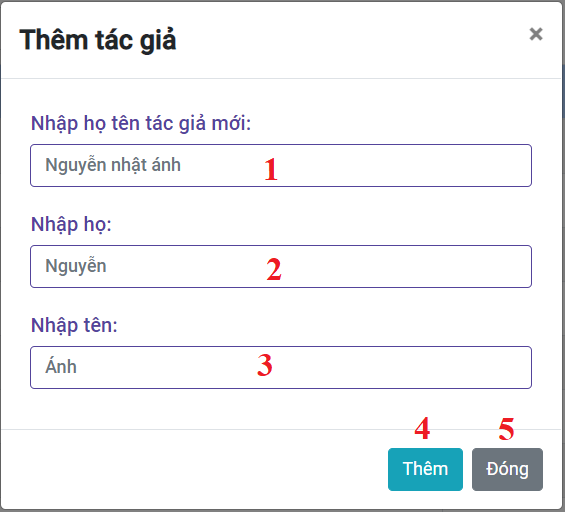 Thêm tác giả ×
Nhập họ tên tác giả mới:
Nguyễn nhật ánh 1
Nhập họ:
Nguyễn 2
Nhập tên:
Ánh 3
4 5
Thêm Đóng